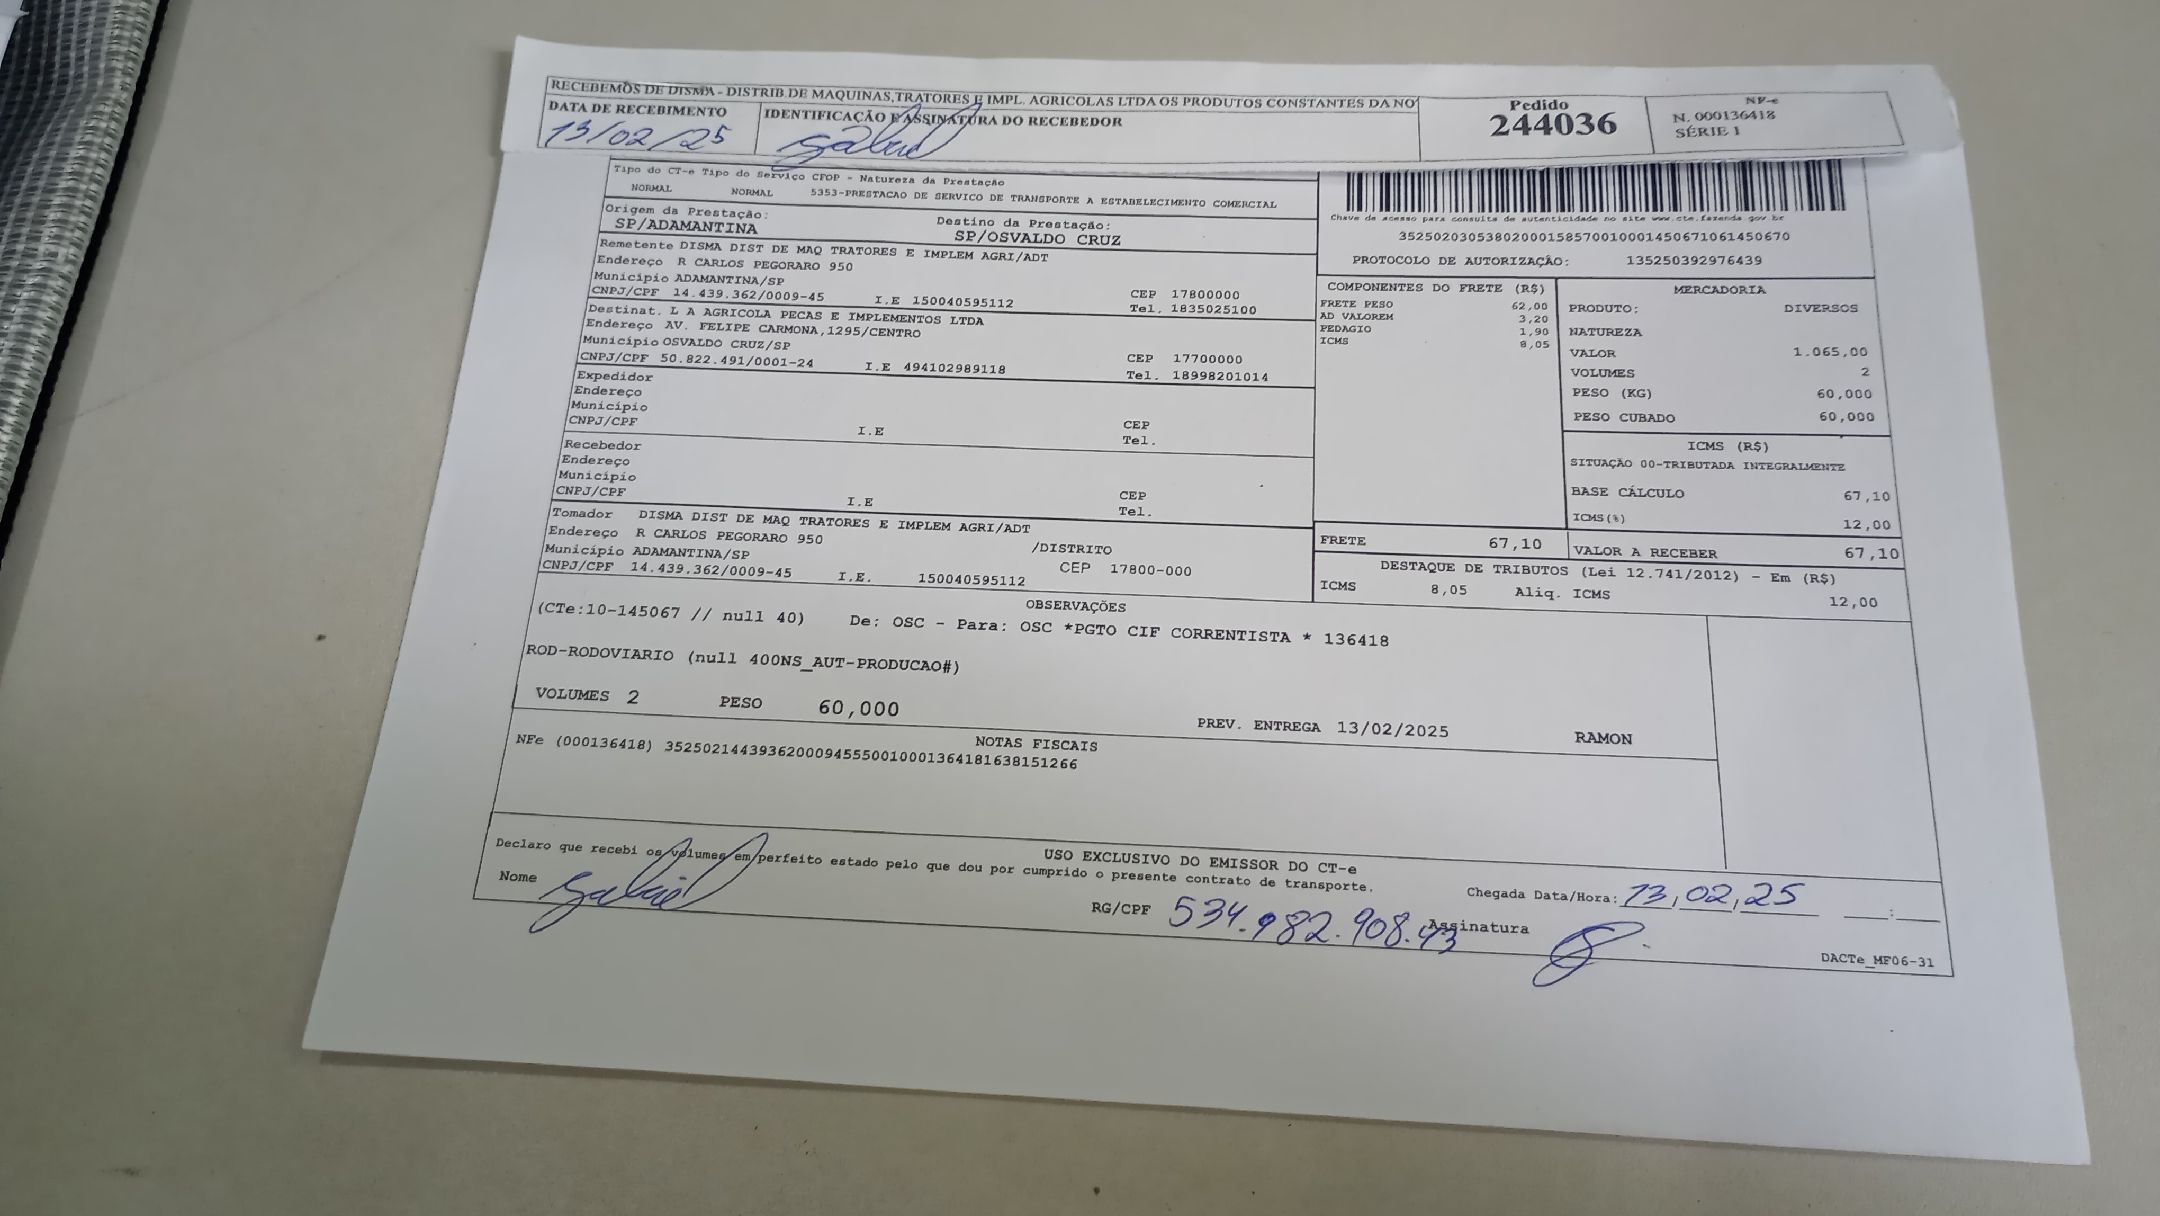 RECEBEMOS DE DISMA - DISTRIB DE MAQUINAS,TRATORES E IMPL. AGRICOLAS LTDA OS PRODUTOS CONSTANTES DA NO
DATA DE RECEBIMENTO IDENTIFICAÇÃO E ASSINATURA DO RECEBEDOR
13/02/25 Gabriel
Pedido
244036
NF-e
N. 000136418
SÉRIE 1
Tipo do CT-e Tipo do Serviço CFOP - Natureza da Prestação
NORMAL NORMAL 5353-PRESTACAO DE SERVICO DE TRANSPORTE A ESTABELECIMENTO COMERCIAL
Origem da Prestação: Destino da Prestação:
SP/ADAMANTINA SP/OSVALDO CRUZ
Remetente DISMA DIST DE MAQ TRATORES E IMPLEM AGRI/ADT
Endereço R CARLOS PEGORARO 950
Município ADAMANTINA/SP CEP 17800000
CNPJ/CPF 14.439.362/0009-45 I.E 150040595112 Tel. 1835025100
Destinat. L A AGRICOLA PECAS E IMPLEMENTOS LTDA
Endereço AV. FELIPE CARMONA,1295/CENTRO
Município OSVALDO CRUZ/SP CEP 17700000
CNPJ/CPF 50.822.491/0001-24 I.E 494102989118 Tel. 18998201014
Expedidor
Endereço
Município CEP
CNPJ/CPF I.E Tel.
Recebedor
Endereço
Município CEP
CNPJ/CPF I.E Tel.
Tomador DISMA DIST DE MAQ TRATORES E IMPLEM AGRI/ADT
Endereço R CARLOS PEGORARO 950 /DISTRITO
Município ADAMANTINA/SP CEP 17800-000
CNPJ/CPF 14.439.362/0009-45 I.E. 150040595112
Chave de acesso para consulta de autenticidade no site www.cte.fazenda.gov.br
35250203053802000158570010001450671061450670
PROTOCOLO DE AUTORIZAÇÃO: 135250392976439
COMPONENTES DO FRETE (R$)
FRETE PESO 62,00
AD VALOREM 3,20
PEDAGIO 1,90
ICMS 8,05
MERCADORIA
PRODUTO: DIVERSOS
NATUREZA
VALOR 1.065,00
VOLUMES 2
PESO (KG) 60,000
PESO CUBADO 60,000
ICMS (R$)
SITUAÇÃO 00-TRIBUTADA INTEGRALMENTE
BASE CÁLCULO 67,10
ICMS(%) 12,00
FRETE 67,10 VALOR A RECEBER 67,10
DESTAQUE DE TRIBUTOS (Lei 12.741/2012) - Em (R$)
ICMS 8,05 Aliq. ICMS 12,00
OBSERVAÇÕES
(CTe:10-145067 // null 40) De: OSC - Para: OSC *PGTO CIF CORRENTISTA * 136418
ROD-RODOVIARIO (null 400NS_AUT-PRODUCAO#)
VOLUMES 2 PESO 60,000 PREV. ENTREGA 13/02/2025 RAMON
NOTAS FISCAIS
NFe (000136418) 35250214439362000945550010001364181638151266
USO EXCLUSIVO DO EMISSOR DO CT-e
Declaro que recebi os volumes em perfeito estado pelo que dou por cumprido o presente contrato de transporte.
Chegada Data/Hora: 13,02,25 __:__
Nome Gabriel RG/CPF 534.982.908.43 Assinatura
DACTe_MF06-31